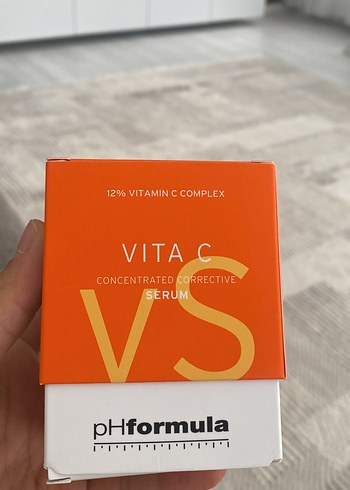 12% VITAMIN C COMPLEX
VITA C
CONCENTRATED CORRECTIVE
SERUM
VS
pHformula